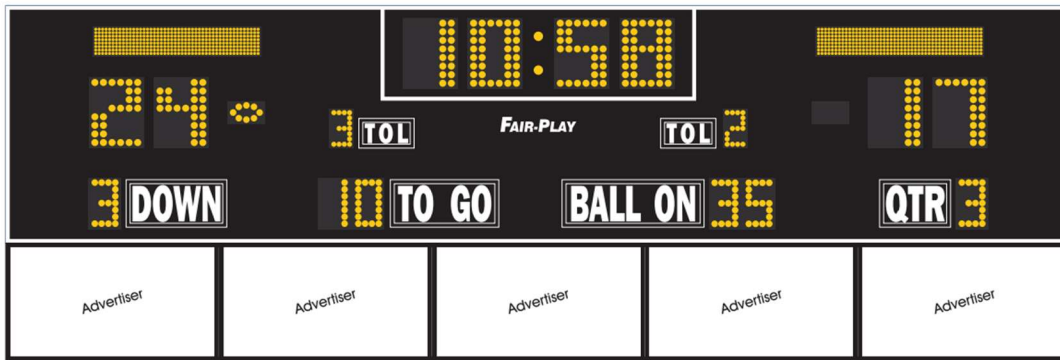 10:58
24 17
3 TOL FAIR-PLAY TOL 2
3 DOWN 10 TO GO BALL ON 35 QTR 3
Advertiser Advertiser Advertiser Advertiser Advertiser